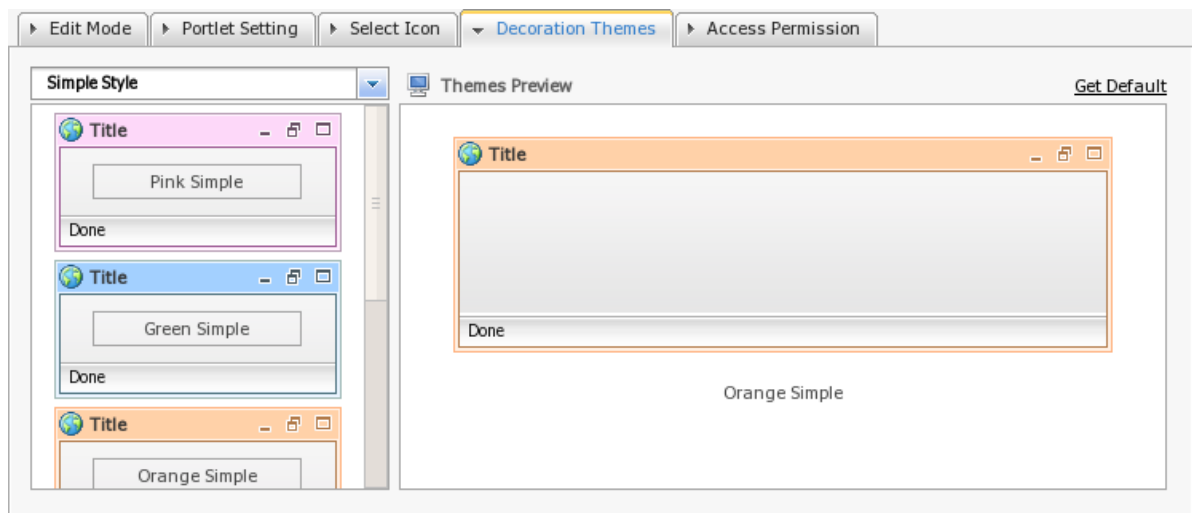 Edit Mode
Portlet Setting
Select Icon
Decoration Themes
Access Permission
Simple Style
Themes Preview
Get Default
Title
Pink Simple
Done
Title
Green Simple
Done
Title
Orange Simple
Title
Done
Orange Simple